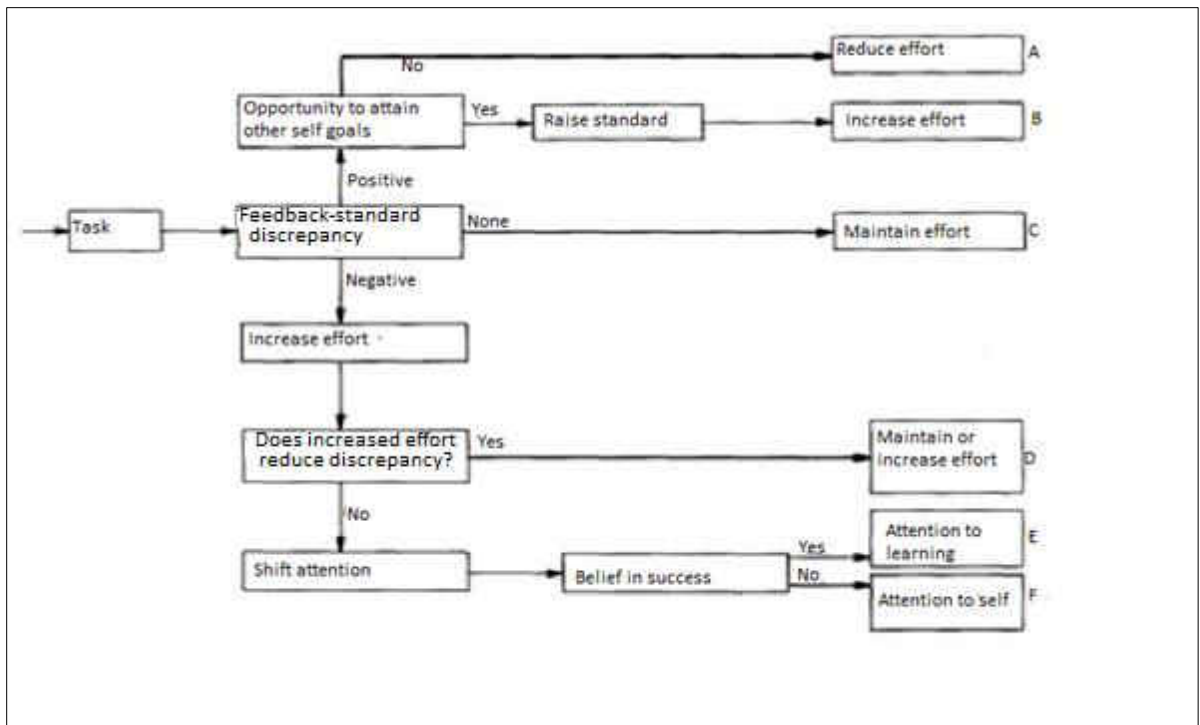 Reduce effort
A
No
Opportunity to attain
other self goals
Yes
Raise standard
Increase effort
B
Positive
Task
Feedback-standard
discrepancy
None
Maintain effort
C
Negative
Increase effort
Does increased effort
reduce discrepancy?
Yes
Maintain or
Increase effort
D
No
Shift attention
Belief in success
Yes
No
Attention to
learning
E
Attention to self
F